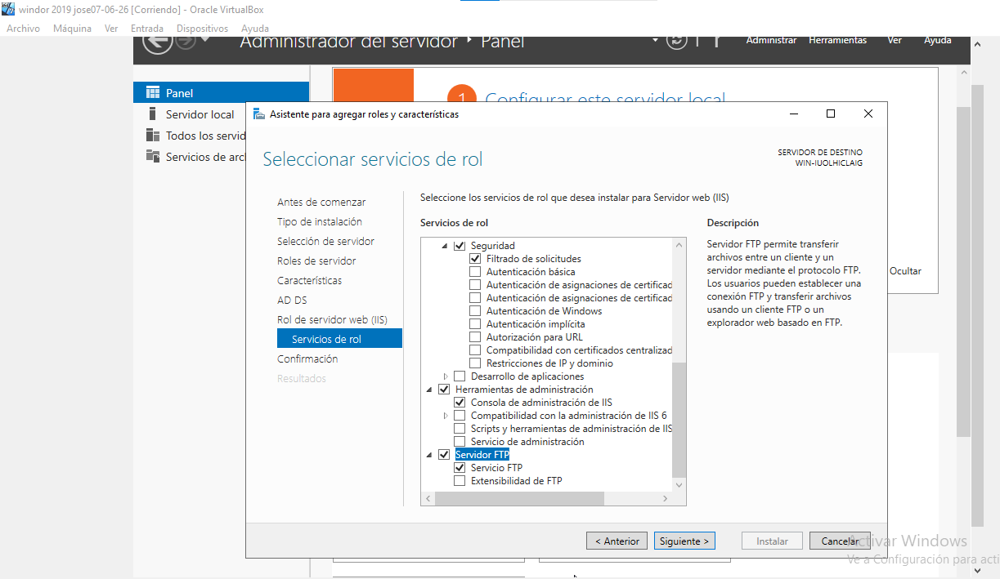 windor 2019 jose07-06-26 [Corriendo] - Oracle VirtualBox
Archivo Máquina Ver Entrada Dispositivos Ayuda
Administrador del servidor Panel
Administrar Herramientas Ver Ayuda
Panel
Servidor local
Todos los servid
Servicios de arch
1 Configurar este servidor local
Ocultar
Asistente para agregar roles y características
Seleccionar servicios de rol
SERVIDOR DE DESTINO
WIN-IUOLHICLAIG
Antes de comenzar
Tipo de instalación
Selección de servidor
Roles de servidor
Características
AD DS
Rol de servidor web (IIS)
Servicios de rol
Confirmación
Resultados
Seleccione los servicios de rol que desea instalar para Servidor web (IIS)
Servicios de rol
Seguridad
Filtrado de solicitudes
Autenticación básica
Autenticación de asignaciones de certificad
Autenticación de asignaciones de certificad
Autenticación de Windows
Autenticación implícita
Autorización para URL
Compatibilidad con certificados centralizad
Restricciones de IP y dominio
Desarrollo de aplicaciones
Herramientas de administración
Consola de administración de IIS
Compatibilidad con la administración de IIS 6
Scripts y herramientas de administración de IIS
Servicio de administración
Servidor FTP
Servicio FTP
Extensibilidad de FTP
Descripción
Servidor FTP permite transferir
archivos entre un cliente y un
servidor mediante el protocolo FTP.
Los usuarios pueden establecer una
conexión FTP y transferir archivos
usando un cliente FTP o un
explorador web basado en FTP.
< Anterior Siguiente > Instalar Cancelar
Activar Windows
Ve a Configuración para acti